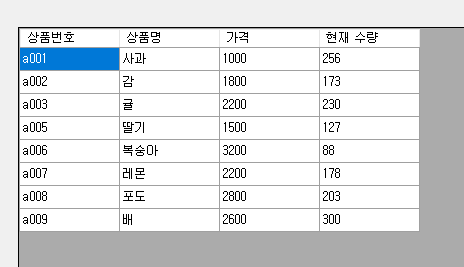 상품번호 상품명 가격 현재 수량
a001 사과 1000 256
a002 감 1800 173
a003 귤 2200 230
a005 딸기 1500 127
a006 복숭아 3200 88
a007 레몬 2200 178
a008 포도 2800 203
a009 배 2600 300